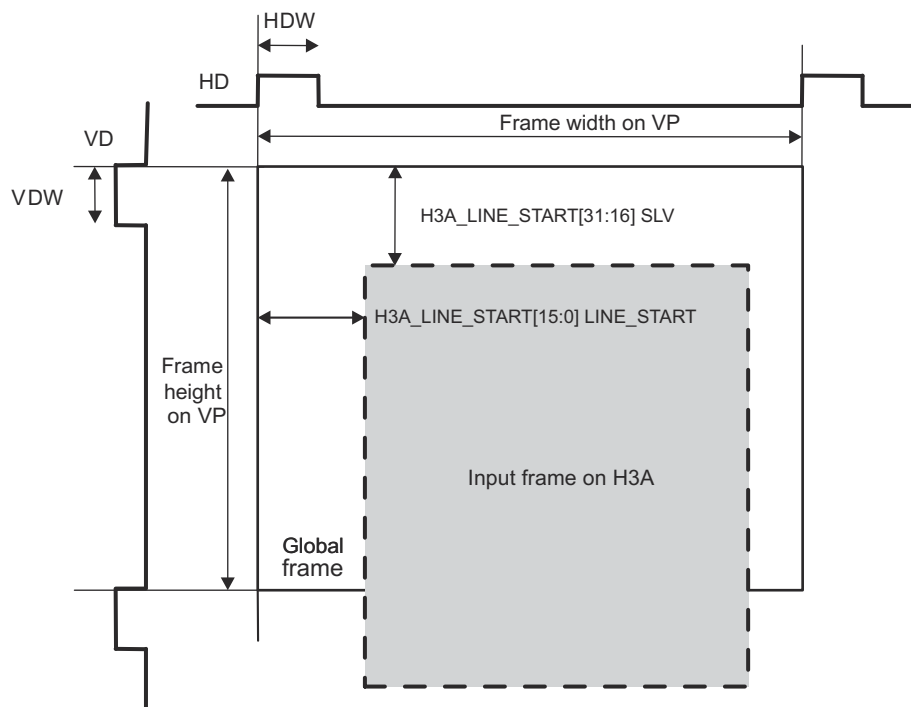 HDW
HD
Frame width on VP
VD
VDW
H3A_LINE_START[31:16] SLV
H3A_LINE_START[15:0] LINE_START
Frame
height
on VP
Input frame on H3A
Global
frame